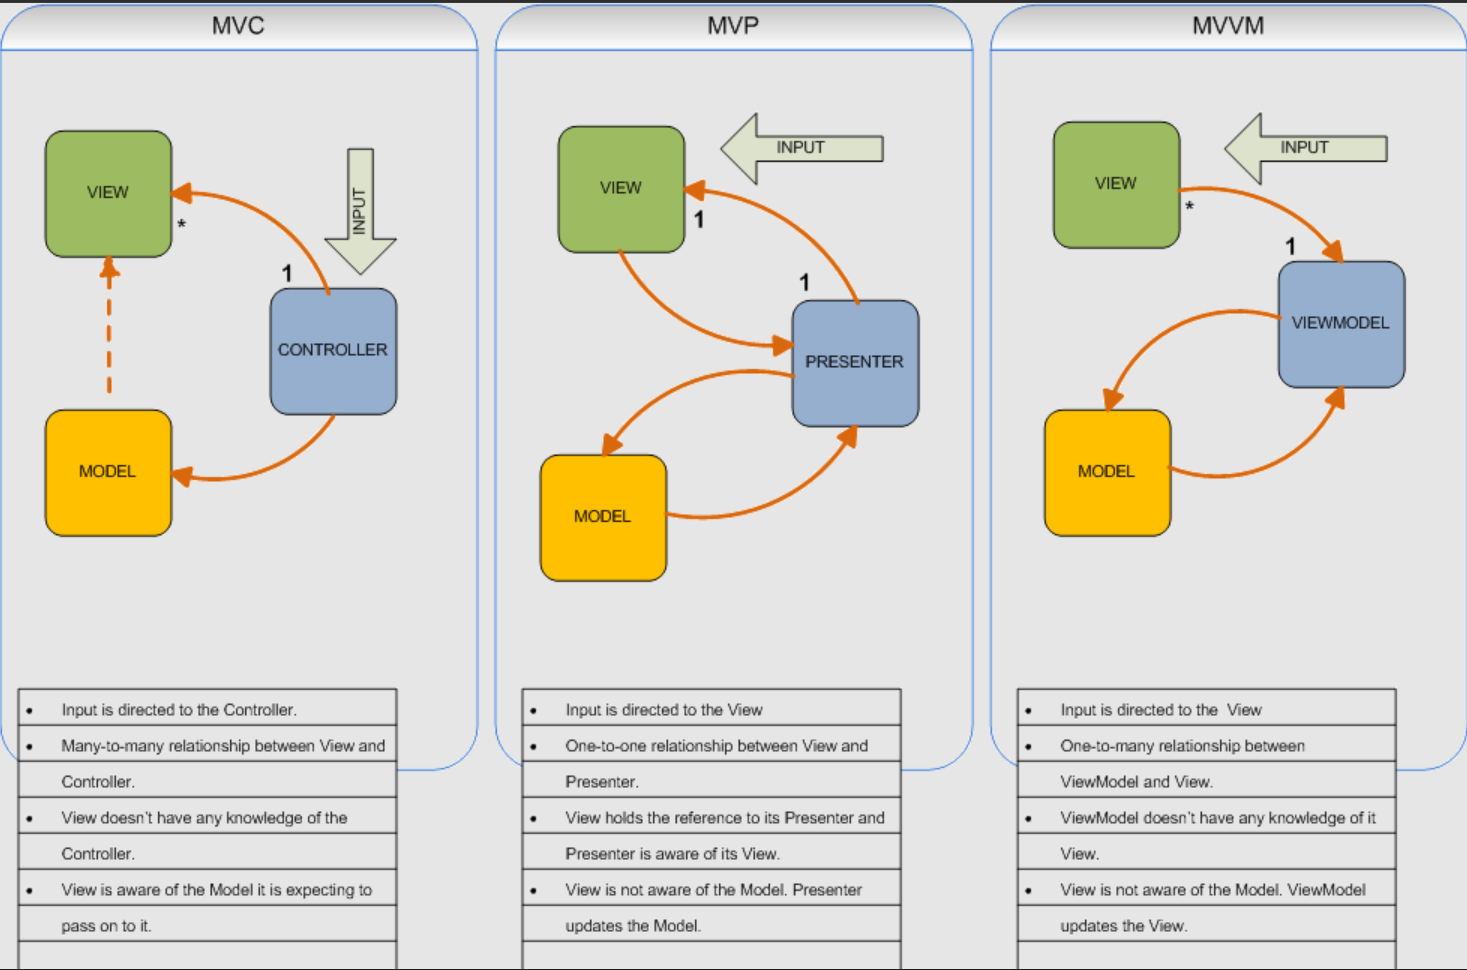 MVC
VIEW
*
INPUT
1
CONTROLLER
MODEL
• Input is directed to the Controller.
• Many-to-many relationship between View and
Controller.
• View doesn't have any knowledge of the
Controller.
• View is aware of the Model it is expecting to
pass on to it.
MVP
INPUT
VIEW
1
1
PRESENTER
MODEL
• Input is directed to the View
• One-to-one relationship between View and
Presenter.
• View holds the reference to its Presenter and
Presenter is aware of its View.
• View is not aware of the Model. Presenter
updates the Model.
MVVM
INPUT
VIEW
*
1
VIEWMODEL
MODEL
• Input is directed to the View
• One-to-many relationship between
ViewModel and View.
• ViewModel doesn't have any knowledge of it
View.
• View is not aware of the Model. ViewModel
updates the View.